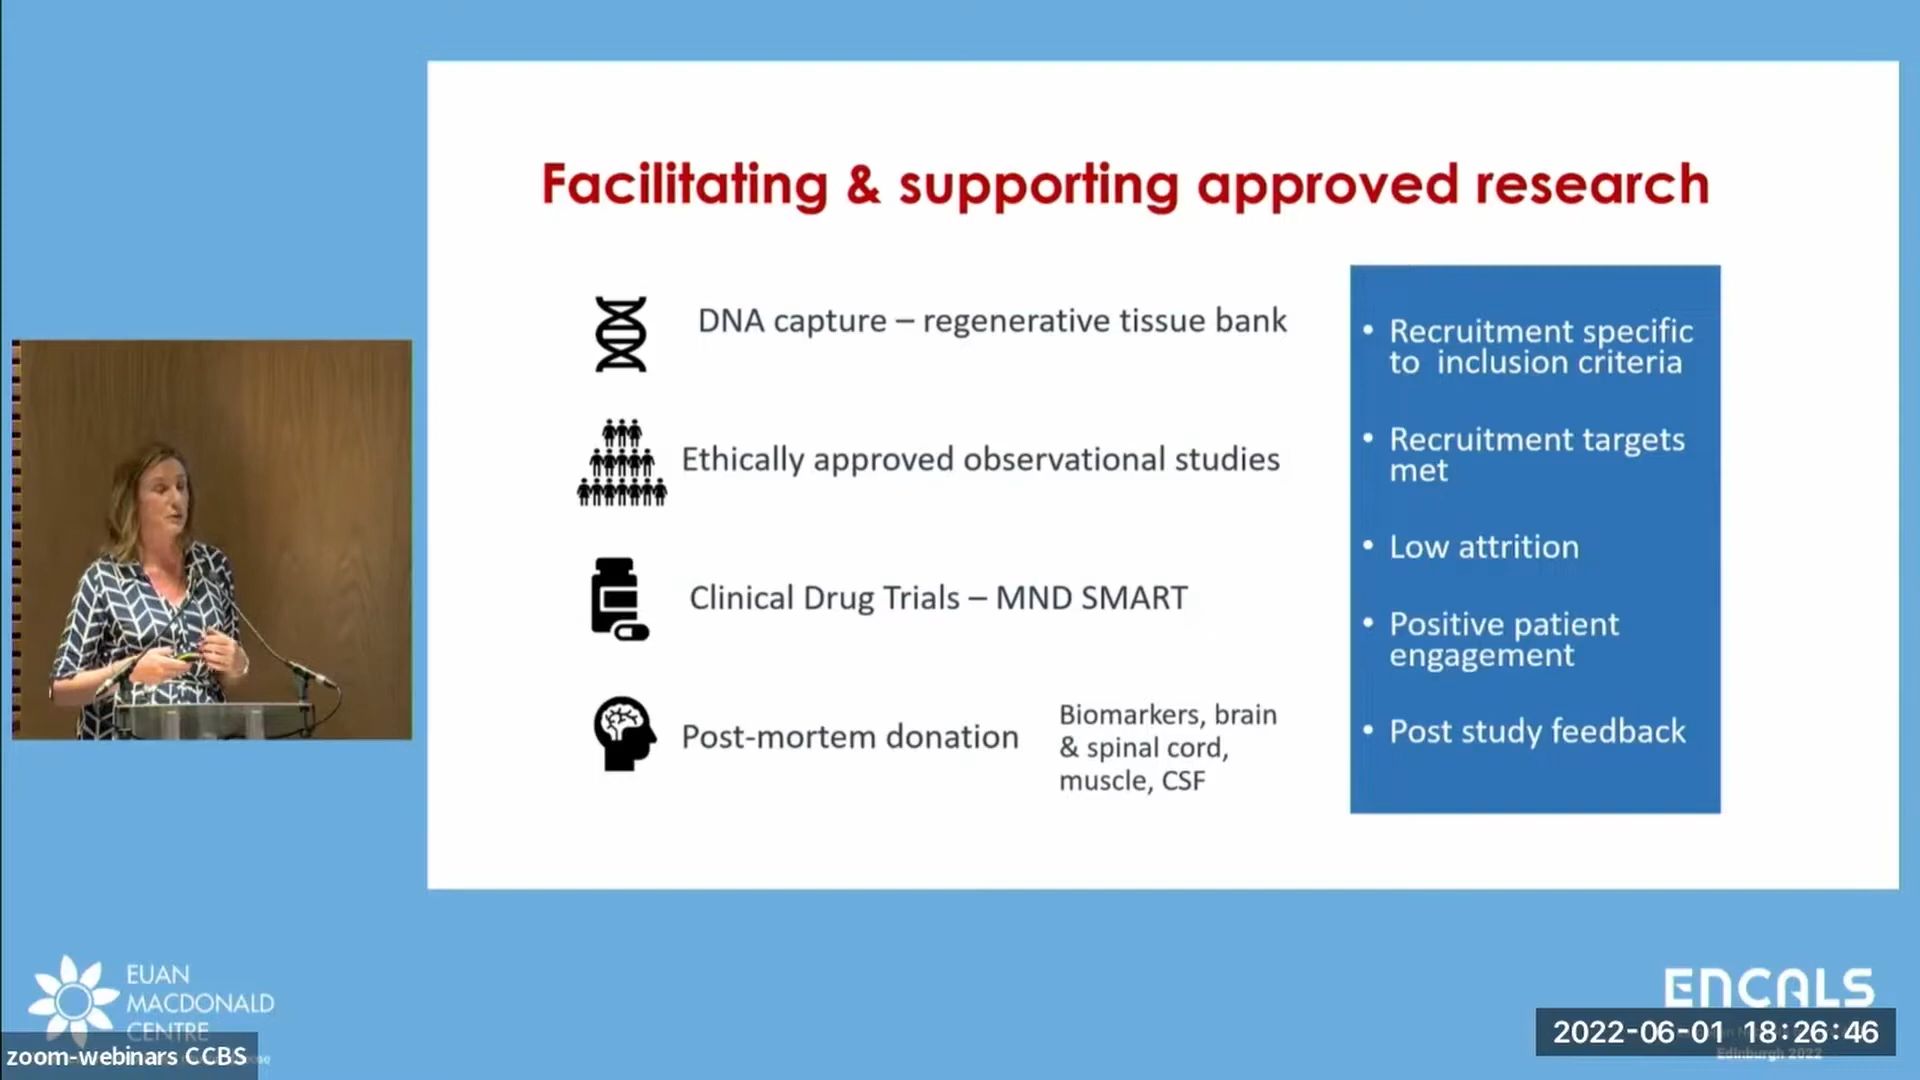 Facilitating & supporting approved research
DNA capture – regenerative tissue bank
Ethically approved observational studies
Clinical Drug Trials – MND SMART
Post-mortem donation
Biomarkers, brain
& spinal cord,
muscle, CSF
• Recruitment specific
to inclusion criteria
• Recruitment targets
met
• Low attrition
• Positive patient
engagement
• Post study feedback
EUAN
MACDONALD
CENTRE
zoom-webinars CCBS
ENCALS
2022-06-01 18:26:46
Edinburgh 2022